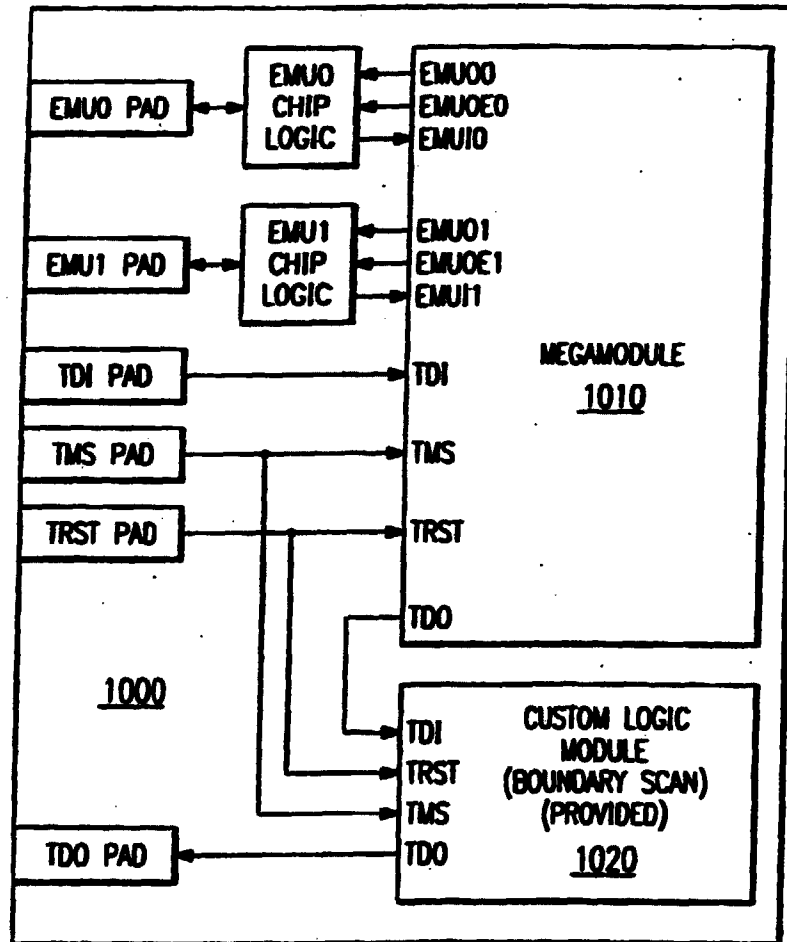 EMU0 PAD
EMU0
CHIP
LOGIC
EMUO0
EMUOE0
EMUI0
EMU1 PAD
EMU1
CHIP
LOGIC
EMUO1
EMUOE1
EMUI1
MEGAMODULE
1010
TDI PAD
TDI
TMS PAD
TMS
TRST PAD
TRST
TDO
1000
TDI
TRST
TMS
TDO
CUSTOM LOGIC
MODULE
(BOUNDARY SCAN)
(PROVIDED)
1020
TDO PAD